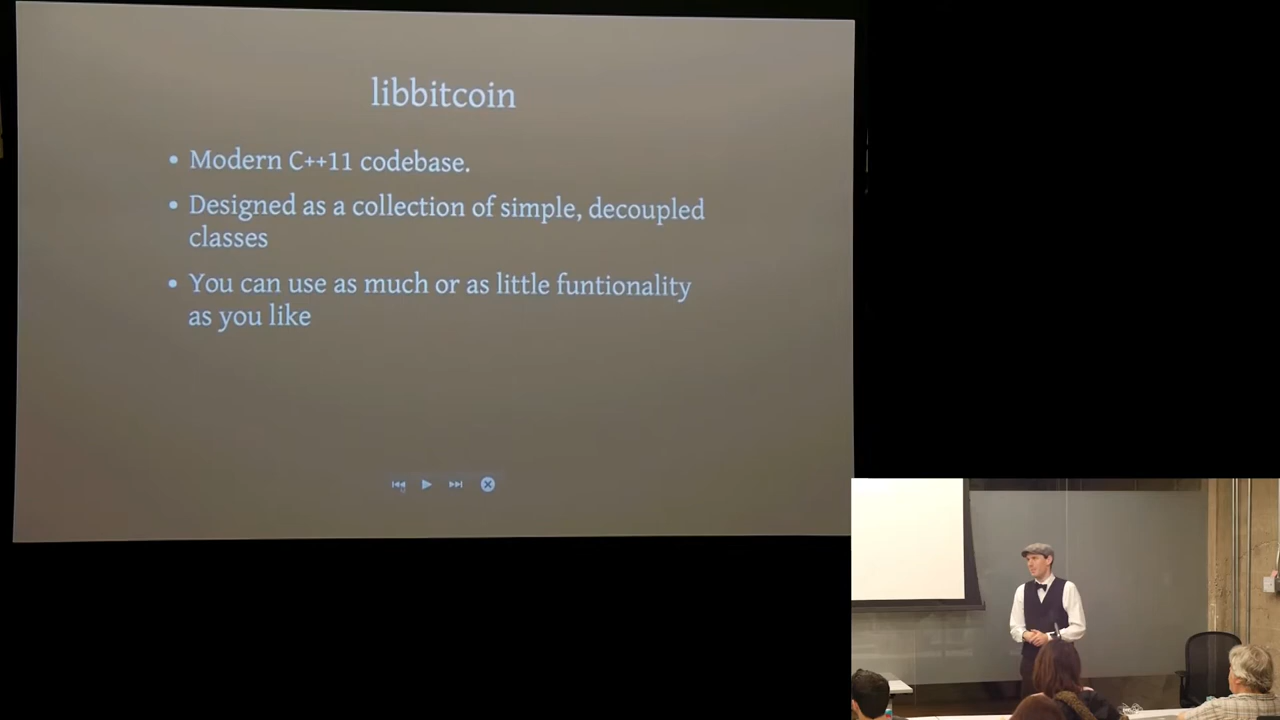 libbitcoin
• Modern C++11 codebase.
• Designed as a collection of simple, decoupled
classes
• You can use as much or as little funtionality
as you like